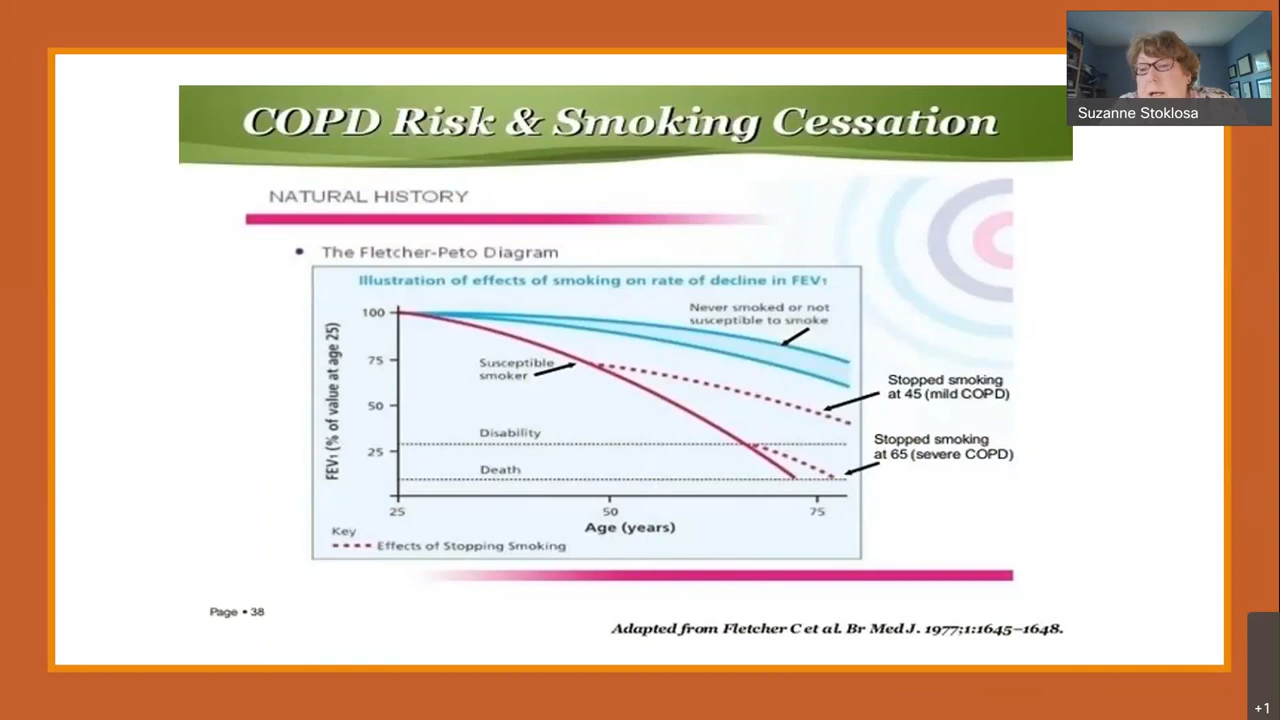 COPD Risk & Smoking Cessation
Suzanne Stoklosa
NATURAL HISTORY
• The Fletcher-Peto Diagram
Illustration of effects of smoking on rate of decline in FEV₁
Never smoked or not
susceptible to smoke
100
75
50
25
FEV₁ (% of value at age 25)
Susceptible
smoker
Stopped smoking
at 45 (mild COPD)
Disability
Stopped smoking
at 65 (severe COPD)
Death
25
50
75
Age (years)
Key
Effects of Stopping Smoking
Page • 38
Adapted from Fletcher C et al. Br Med J. 1977;1:1645–1648.
+1